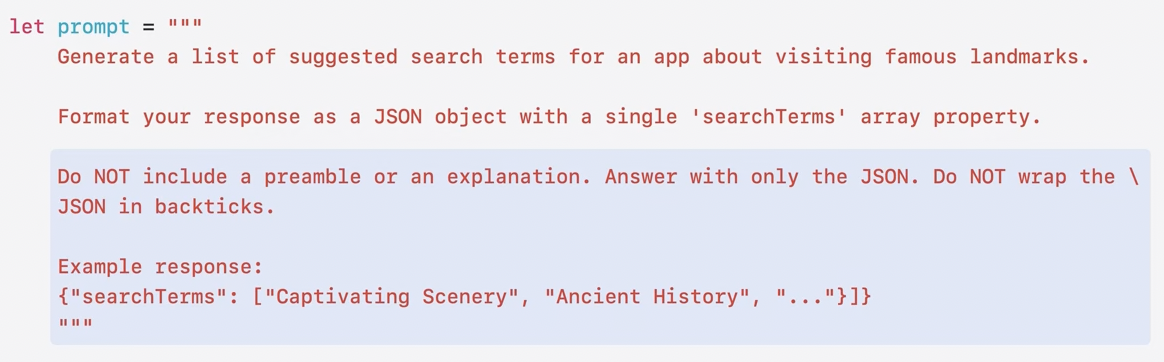 let prompt = """
Generate a list of suggested search terms for an app about visiting famous landmarks.
Format your response as a JSON object with a single 'searchTerms' array property.
Do NOT include a preamble or an explanation. Answer with only the JSON. Do NOT wrap the \
JSON in backticks.
Example response:
{"searchTerms": ["Captivating Scenery", "Ancient History", "..."}]}
"""